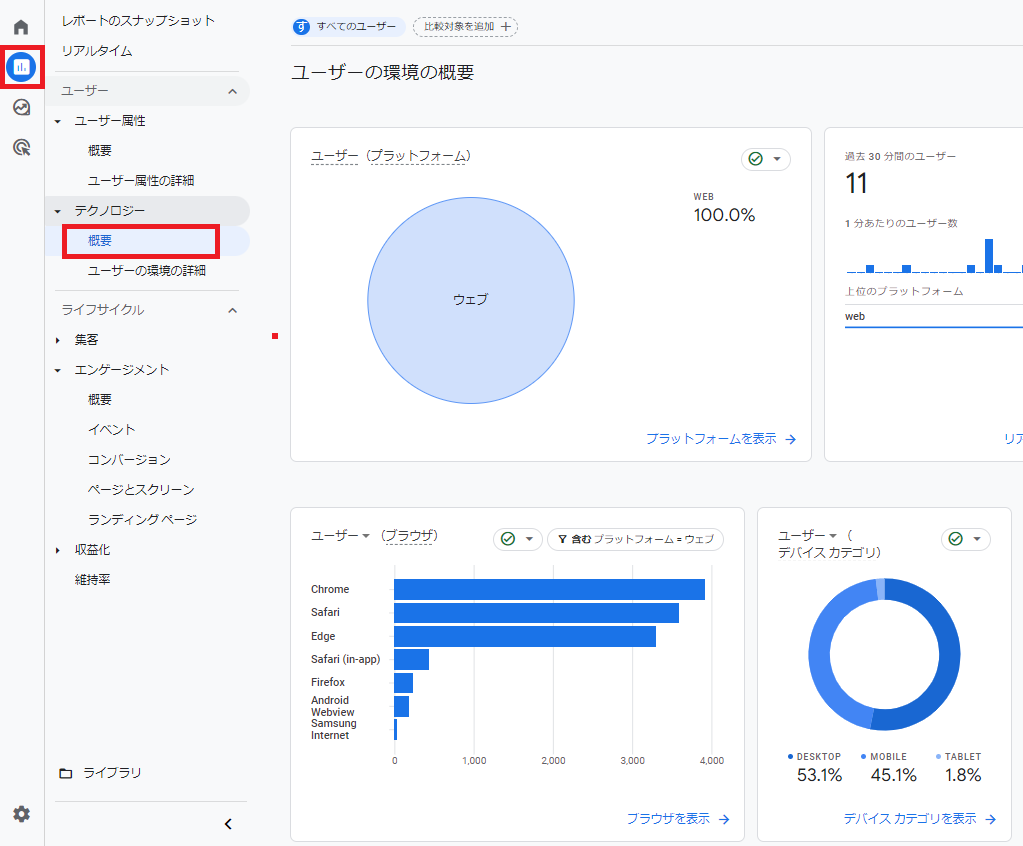 レポートのスナップショット
リアルタイム
ユーザー
ユーザー属性
概要
ユーザー属性の詳細
テクノロジー
概要
ユーザーの環境の詳細
ライフサイクル
集客
エンゲージメント
概要
イベント
コンバージョン
ページとスクリーン
ランディング ページ
収益化
維持率
ライブラリ
す すべてのユーザー 比較対象を追加
ユーザーの環境の概要
ユーザー (プラットフォーム)
WEB
100.0%
ウェブ
プラットフォームを表示
過去 30 分間のユーザー
11
1 分あたりのユーザー数
上位のプラットフォーム
web
リア
ユーザー (ブラウザ)
含む プラットフォーム = ウェブ
Chrome
Safari
Edge
Safari (in-app)
Firefox
Android
Webview
Samsung
Internet
0 1,000 2,000 3,000 4,000
ブラウザを表示
ユーザー (
デバイス カテゴリ)
DESKTOP MOBILE TABLET
53.1% 45.1% 1.8%
デバイス カテゴリを表示